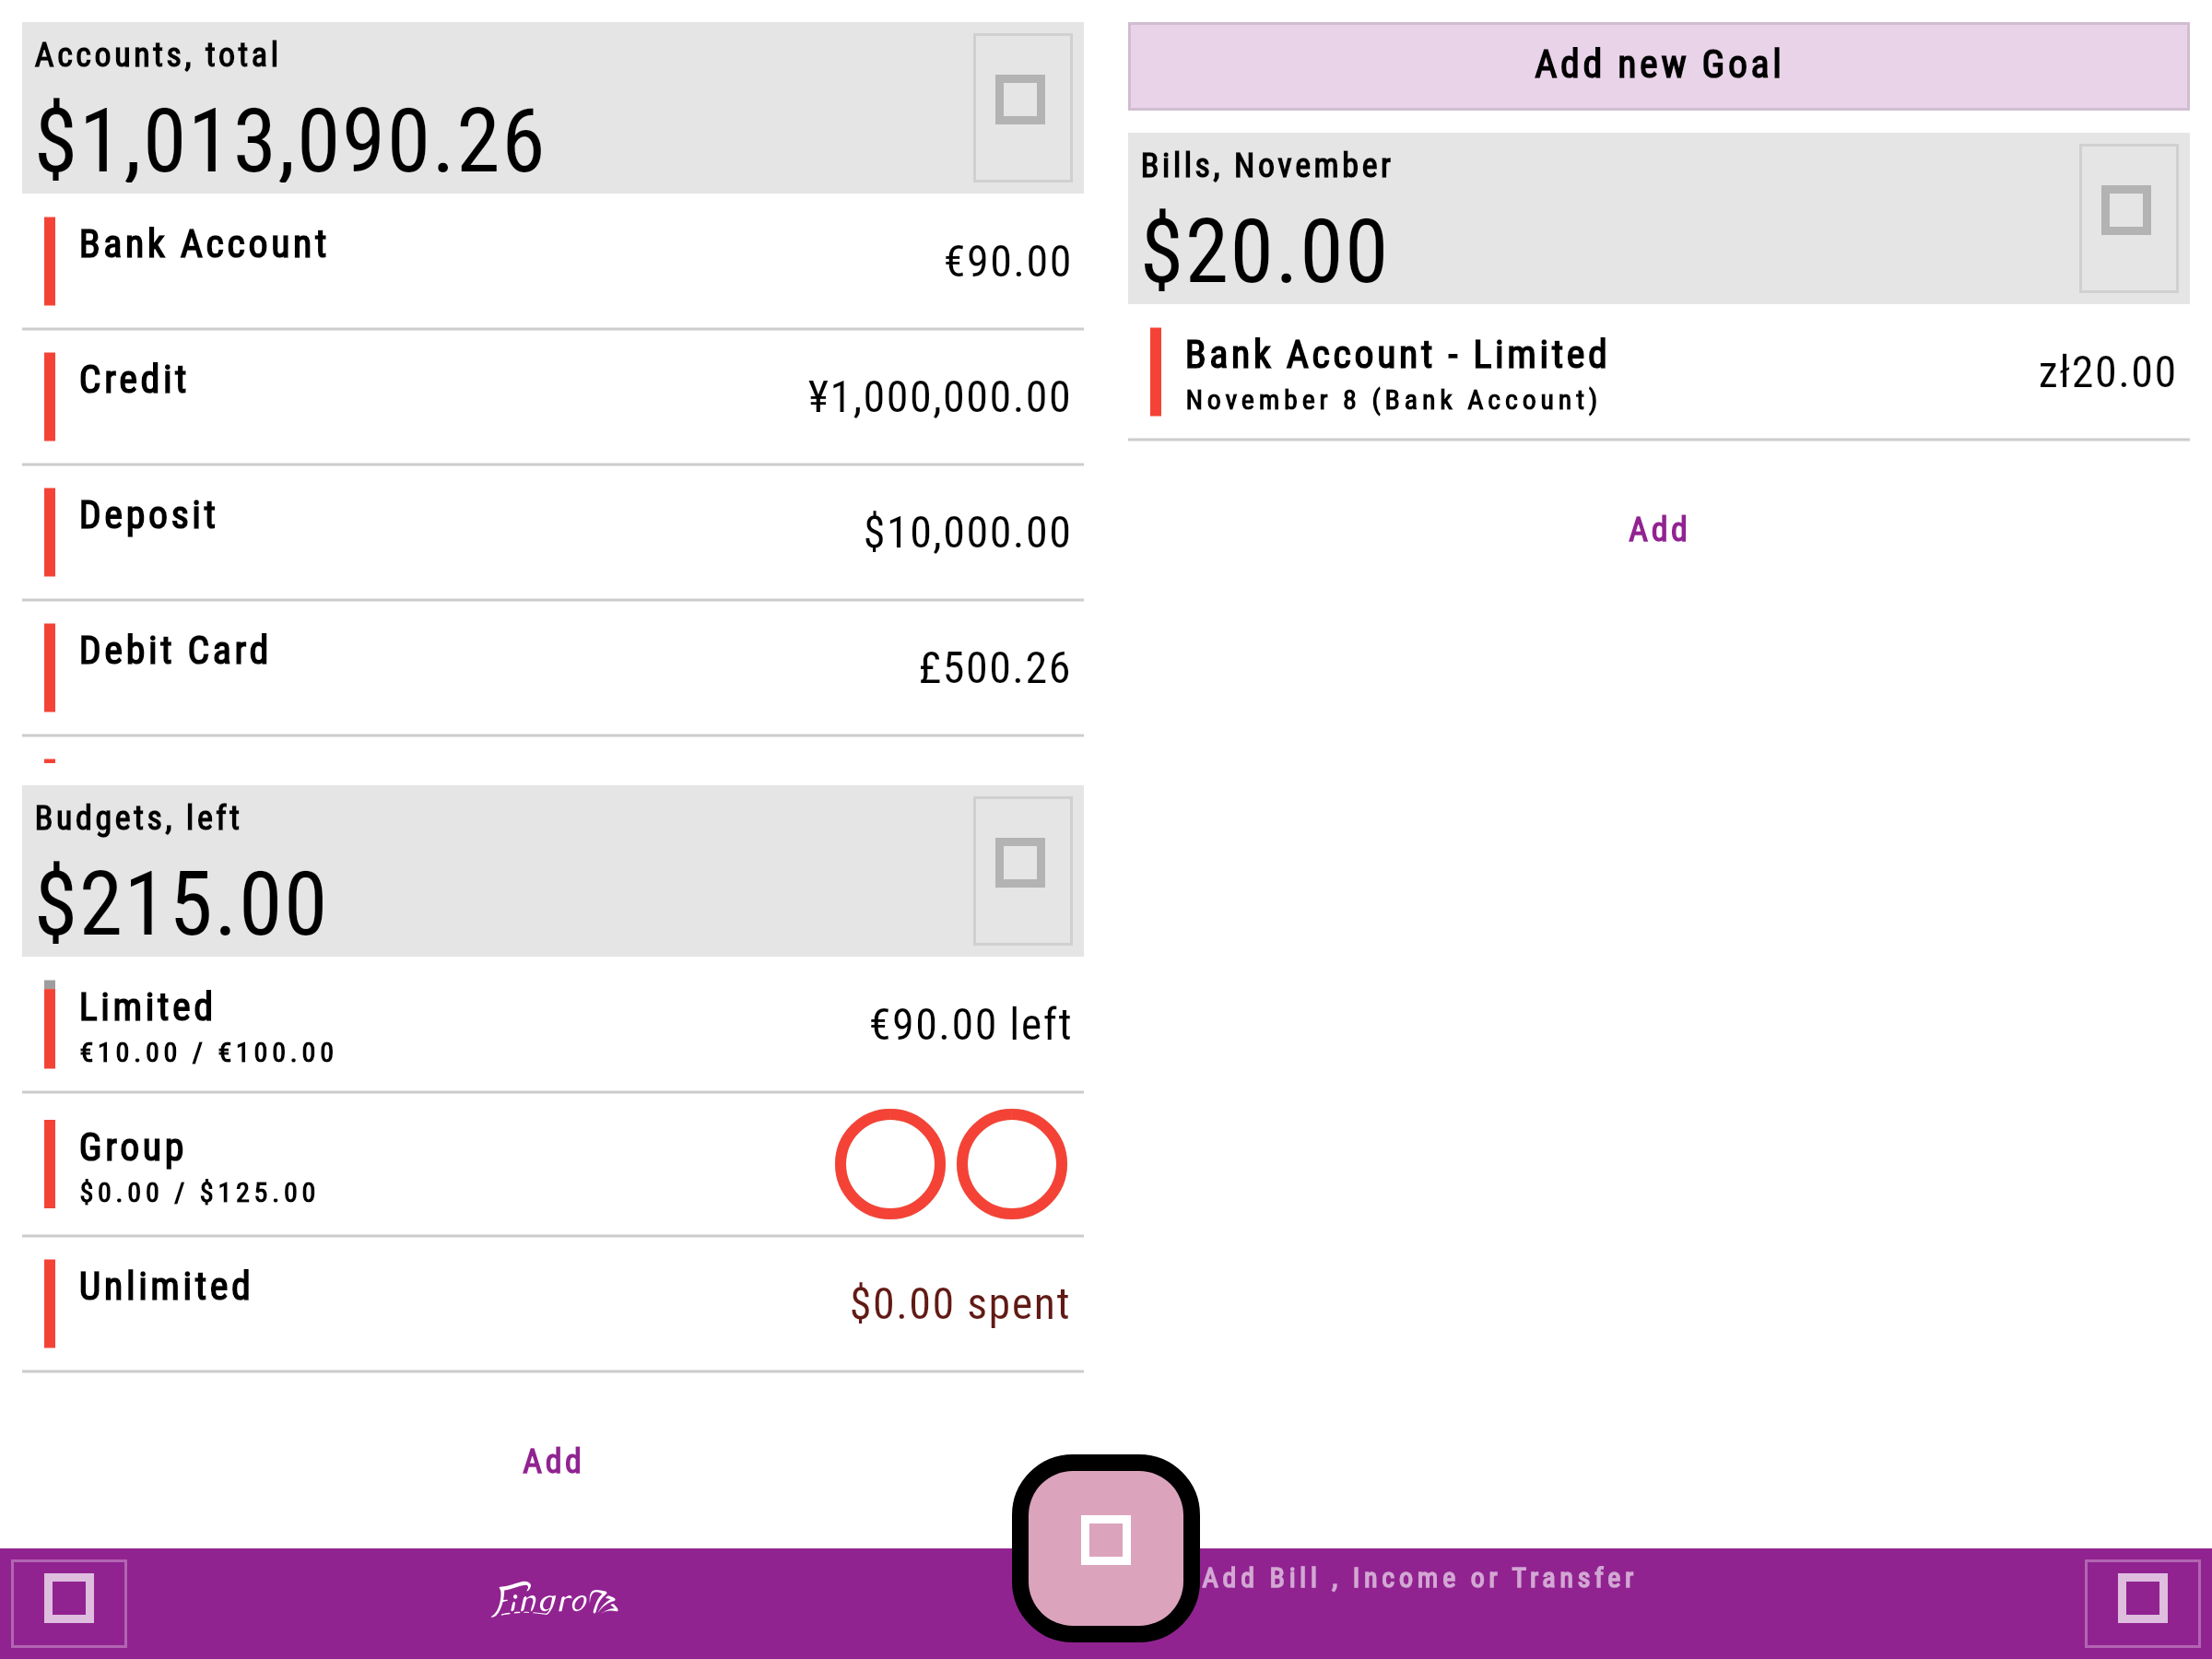 Accounts, total
$1,013,090.26
Bank Account
€90.00
Credit
¥1,000,000.00
Deposit
$10,000.00
Debit Card
£500.26
Budgets, left
$215.00
Limited
€90.00 left
€10.00 / €100.00
Group
$0.00 / $125.00
Unlimited
$0.00 spent
Add
Add new Goal
Bills, November
$20.00
Bank Account - Limited
zł20.00
November 8 (Bank Account)
Add
Fingro
Add Bill , Income or Transfer